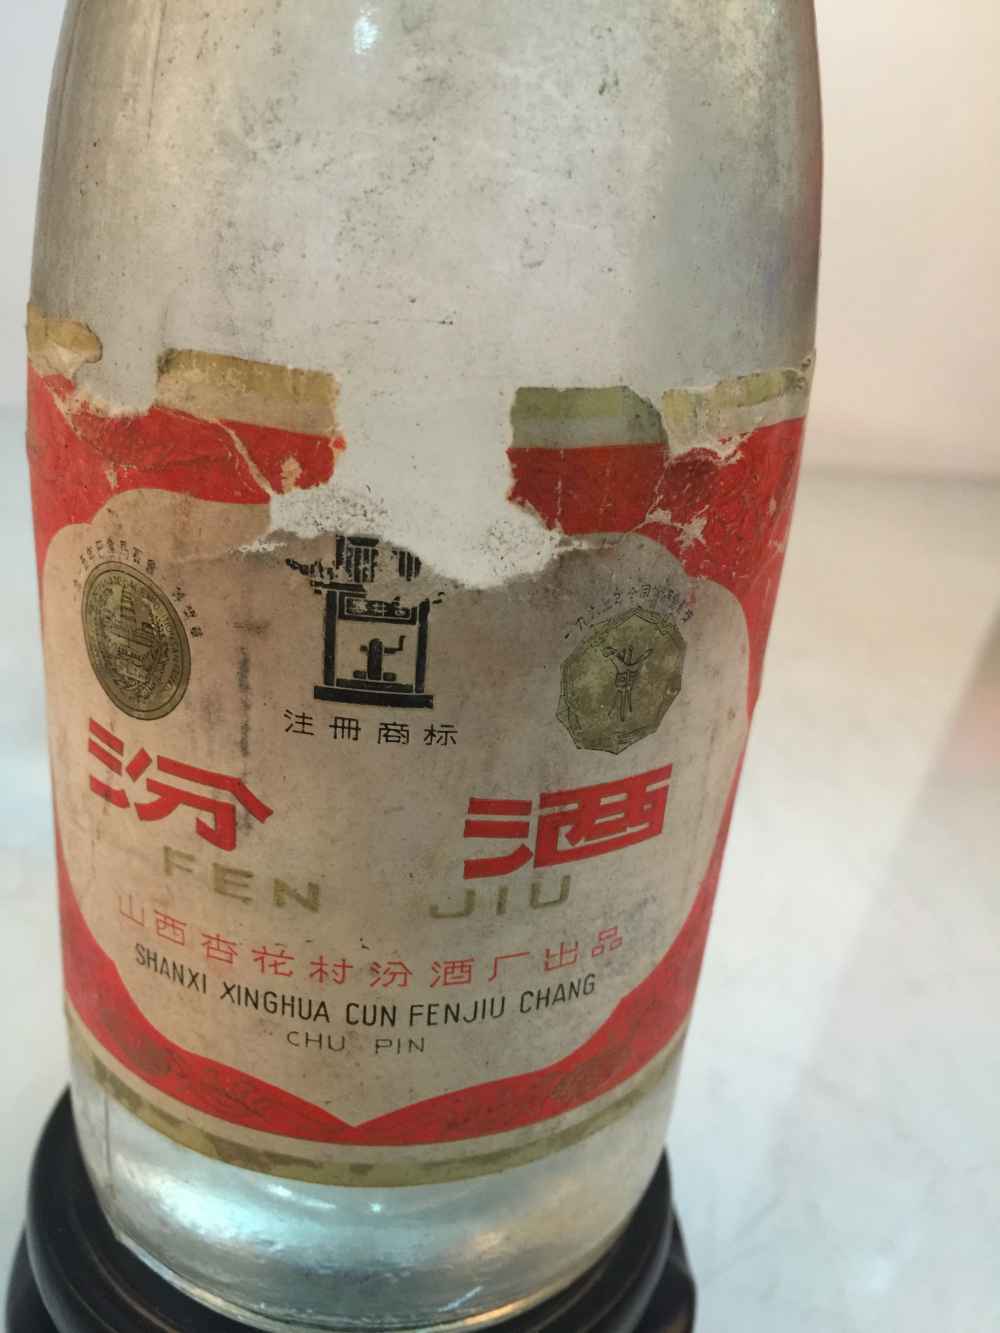 注册商标
汾酒
FEN JIU
山西杏花村汾酒厂出品
SHANXI XINGHUA CUN FENJIU CHANG
CHU PIN